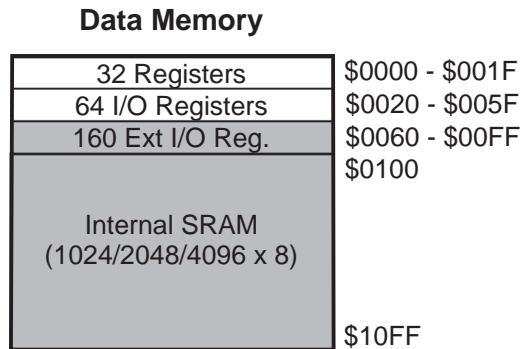 Data Memory
32 Registers $0000 - $001F
64 I/O Registers $0020 - $005F
160 Ext I/O Reg. $0060 - $00FF
$0100
Internal SRAM
(1024/2048/4096 x 8)
$10FF